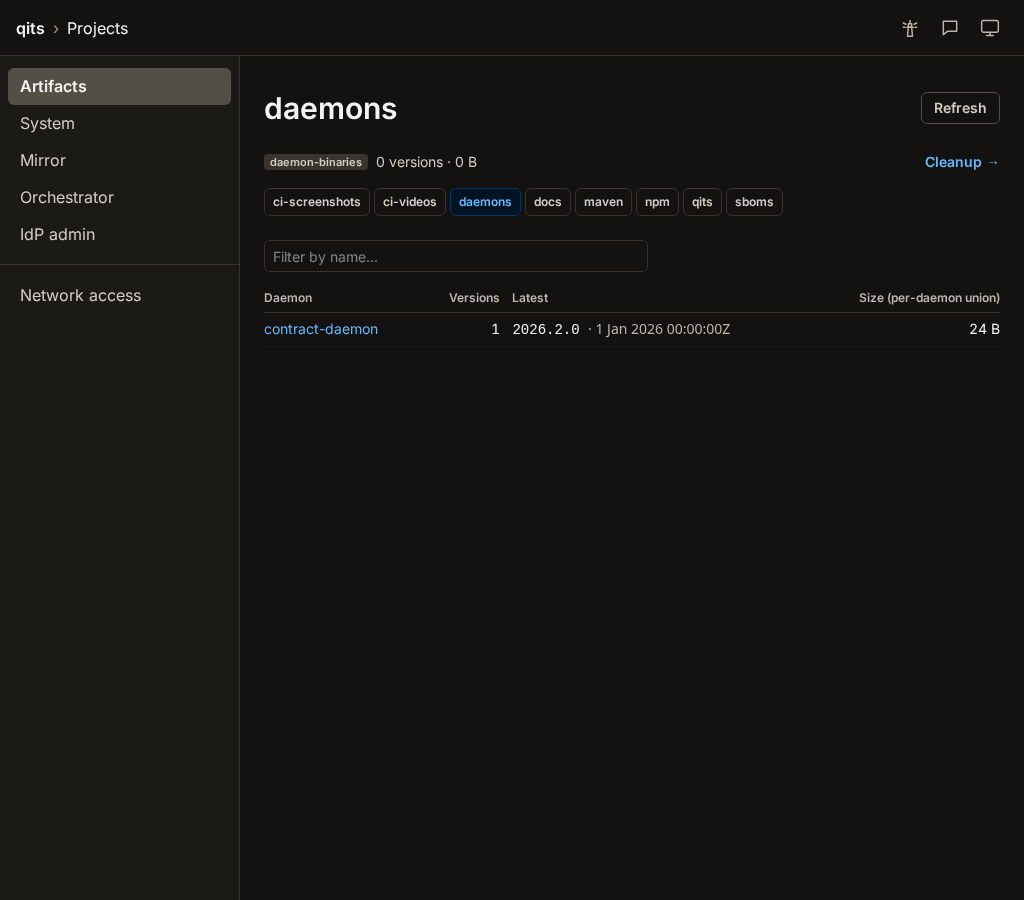 qits › Projects
Artifacts
System
Mirror
Orchestrator
IdP admin
Network access
daemons
Refresh
daemon-binaries 0 versions · 0 B
Cleanup →
ci-screenshots ci-videos daemons docs maven npm qits sboms
Filter by name...
Daemon Versions Latest Size (per-daemon union)
contract-daemon 1 2026.2.0 · 1 Jan 2026 00:00:00Z 24 B